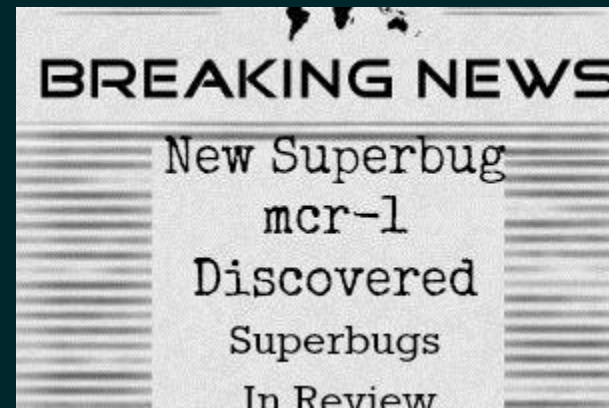 BREAKING NEWS
New Superbug
mcr-1
Discovered
Superbugs
In Review